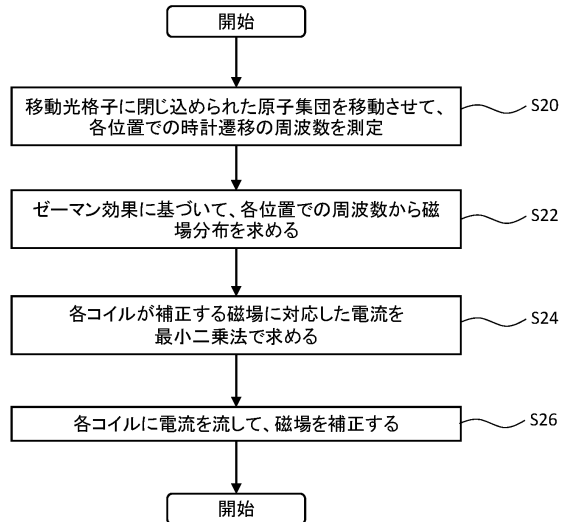 開始
移動光格子に閉じ込められた原子集団を移動させて、
各位置での時計遷移の周波数を測定
S20
ゼーマン効果に基づいて、各位置での周波数から磁
場分布を求める
S22
各コイルが補正する磁場に対応した電流を
最小二乗法で求める
S24
各コイルに電流を流して、磁場を補正する
S26
開始